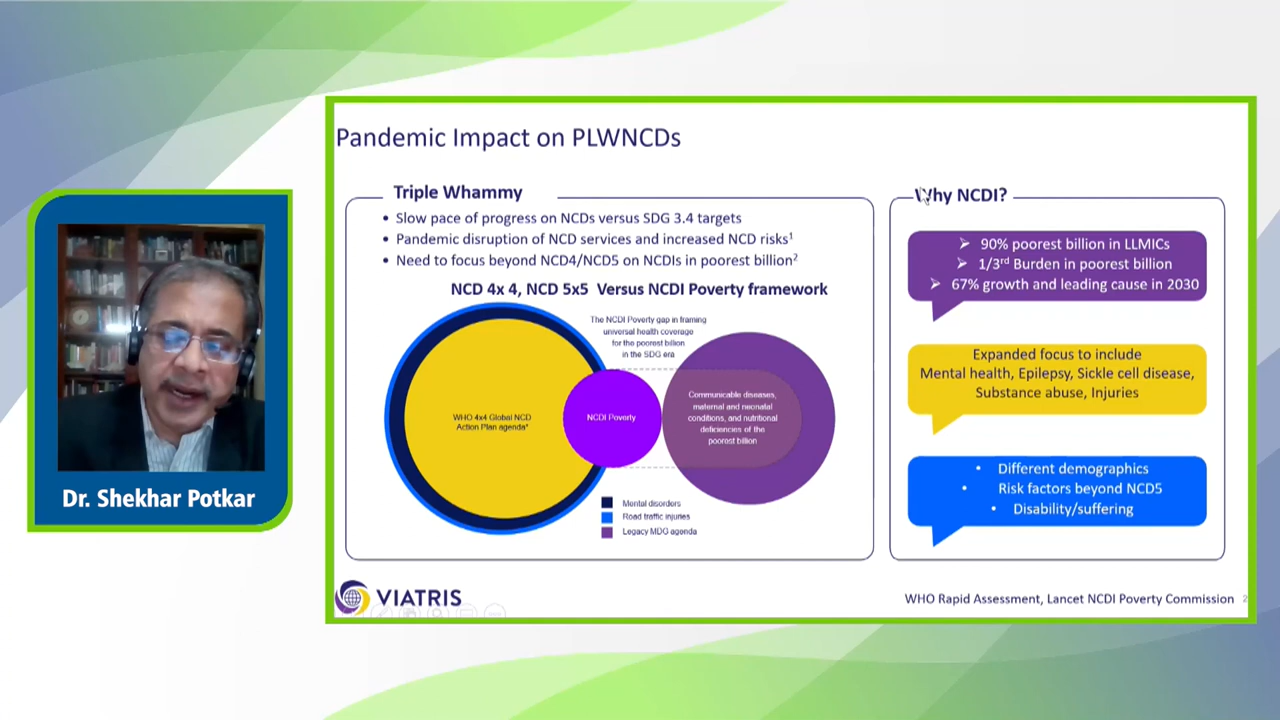 Dr. Shekhar Potkar
Pandemic Impact on PLWNCDs
Triple Whammy
• Slow pace of progress on NCDs versus SDG 3.4 targets
• Pandemic disruption of NCD services and increased NCD risks¹
• Need to focus beyond NCD4/NCD5 on NCDIs in poorest billion²
NCD 4x 4, NCD 5x5 Versus NCDI Poverty framework
The NCDI Poverty gap in framing
universal health coverage
for the poorest billion
in the SDG era
WHO 4x4 Global NCD
Action Plan agenda*
NCDI Poverty
Communicable diseases,
maternal and neonatal
conditions, and nutritional
deficiencies of the
poorest billion
Mental disorders
Road traffic injuries
Legacy MDG agenda
Why NCDI?
➢ 90% poorest billion in LLMICs
➢ 1/3rd Burden in poorest billion
➢ 67% growth and leading cause in 2030
Expanded focus to include
Mental health, Epilepsy, Sickle cell disease,
Substance abuse, Injuries
• Different demographics
• Risk factors beyond NCD5
• Disability/suffering
VIATRIS
WHO Rapid Assessment, Lancet NCDI Poverty Commission
2